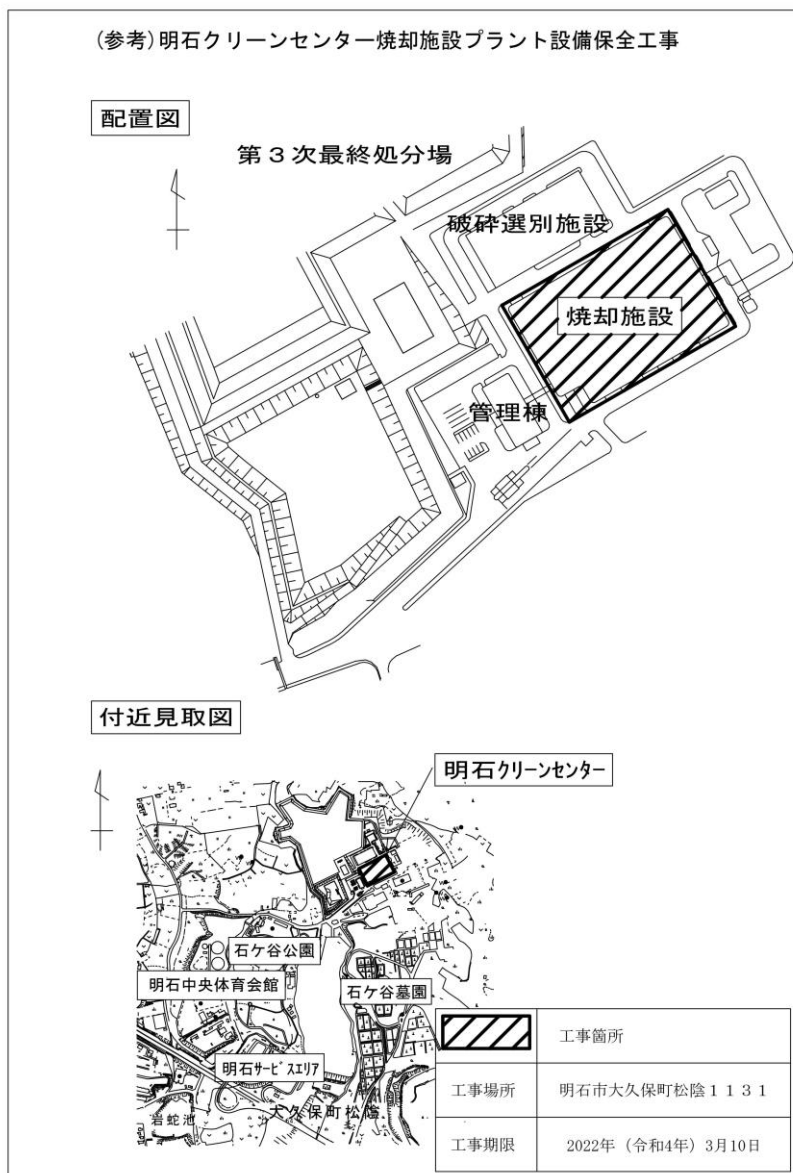 (参考)明石クリーンセンター焼却施設プラント設備保全工事
配置図
第３次最終処分場
破砕選別施設
焼却施設
管理棟
付近見取図
明石クリーンセンター
石ケ谷公園
明石中央体育会館
石ケ谷墓園
明石サービスエリア
大久保町松陰
岩蛇池
工事箇所
工事場所 明石市大久保町松陰１１３１
工事期限 2022年（令和4年）3月10日